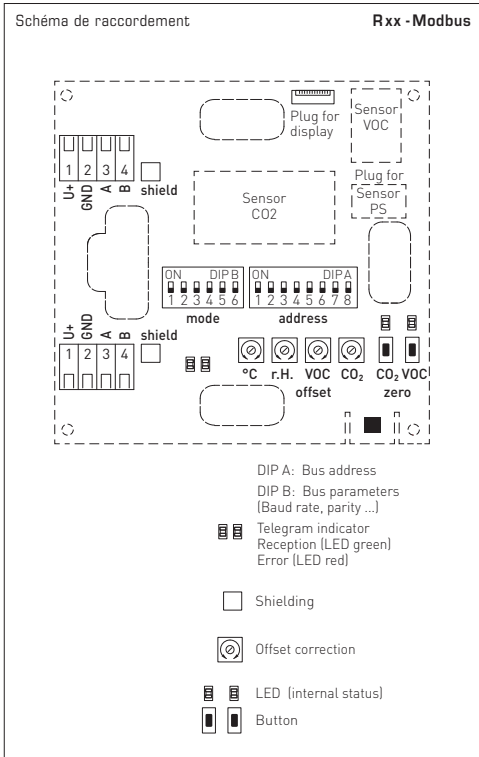 Schéma de raccordement
Rxx - Modbus
Plug for
display
Sensor
VOC
1 2 3 4
U+ GND A B shield
Sensor
CO2
Plug for
Sensor
PS
ON DIP B
1 2 3 4 5 6
mode
ON DIP A
1 2 3 4 5 6 7 8
address
U+ GND A B shield
1 2 3 4
°C r.H. VOC CO₂ CO₂ VOC
offset zero
DIP A: Bus address
DIP B: Bus parameters
(Baud rate, parity ...)
Telegram indicator
Reception (LED green)
Error (LED red)
Shielding
Offset correction
LED (internal status)
Button